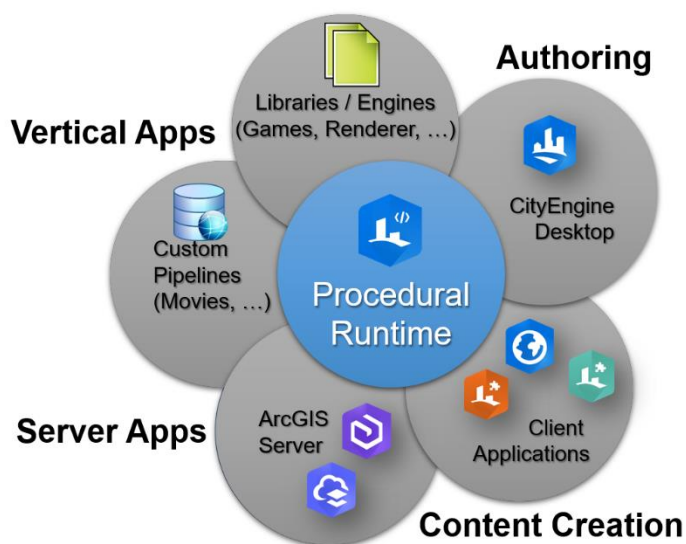 Authoring
Libraries / Engines
(Games, Renderer, ...)
Vertical Apps
CityEngine
Desktop
Custom
Pipelines
(Movies, ...)
</>
Procedural
Runtime
Server Apps
ArcGIS
Server
Client
Applications
Content Creation